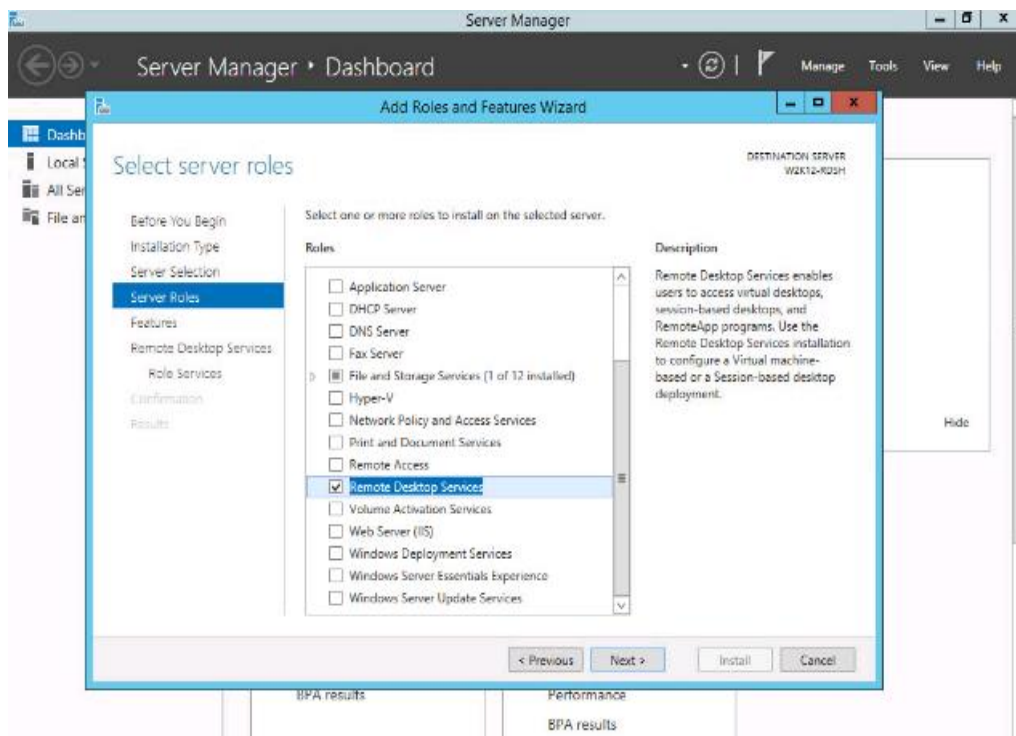 Server Manager
Server Manager • Dashboard
Manage Tools View Help
Add Roles and Features Wizard
Dashb
Local S
All Ser
File an
Select server roles
DESTINATION SERVER
W2K12-RDSH
Before You Begin
Installation Type
Server Selection
Server Roles
Features
Remote Desktop Services
Role Services
Confirmation
Results
Select one or more roles to install on the selected server.
Roles
Application Server
DHCP Server
DNS Server
Fax Server
File and Storage Services (1 of 12 installed)
Hyper-V
Network Policy and Access Services
Print and Document Services
Remote Access
Remote Desktop Services
Volume Activation Services
Web Server (IIS)
Windows Deployment Services
Windows Server Essentials Experience
Windows Server Update Services
Description
Remote Desktop Services enables
users to access virtual desktops,
session-based desktops, and
RemoteApp programs. Use the
Remote Desktop Services installation
to configure a Virtual machine-
based or a Session-based desktop
deployment.
Hide
< Previous Next > Install Cancel
BPA results
Performance
BPA results